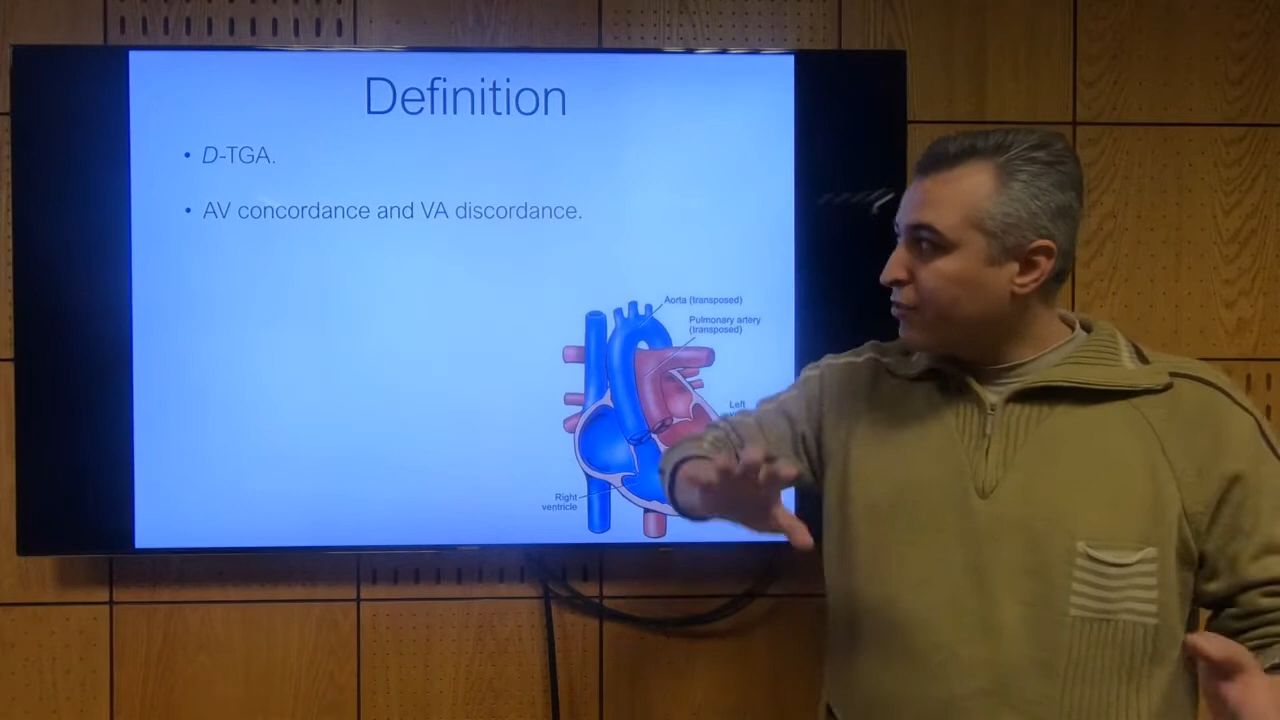 Definition
• D-TGA.
• AV concordance and VA discordance.
Aorta (transposed)
Pulmonary artery
(transposed)
Left
Right
ventricle